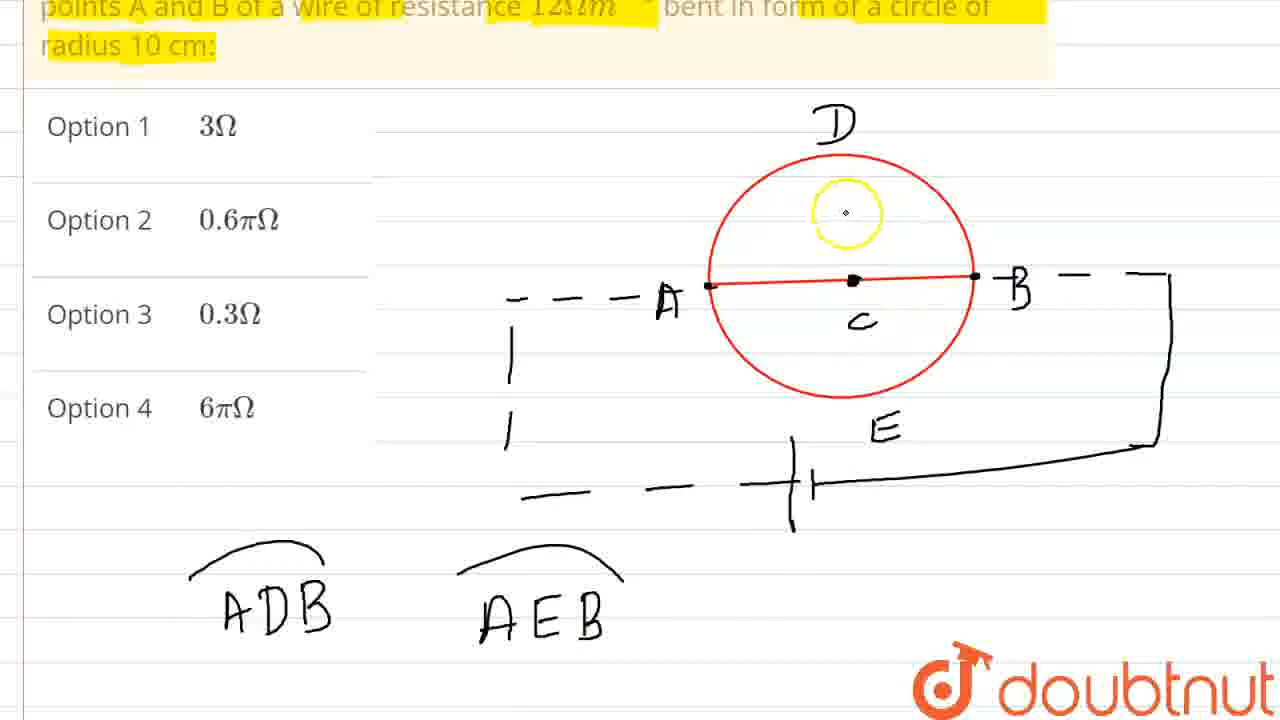 points A and B of a wire of resistance 12Ωm⁻¹ bent in form of a circle of
radius 10 cm:
Option 1 3Ω
Option 2 0.6πΩ
Option 3 0.3Ω
Option 4 6πΩ
D
A
B
C
E
ADB AEB
doubtnut